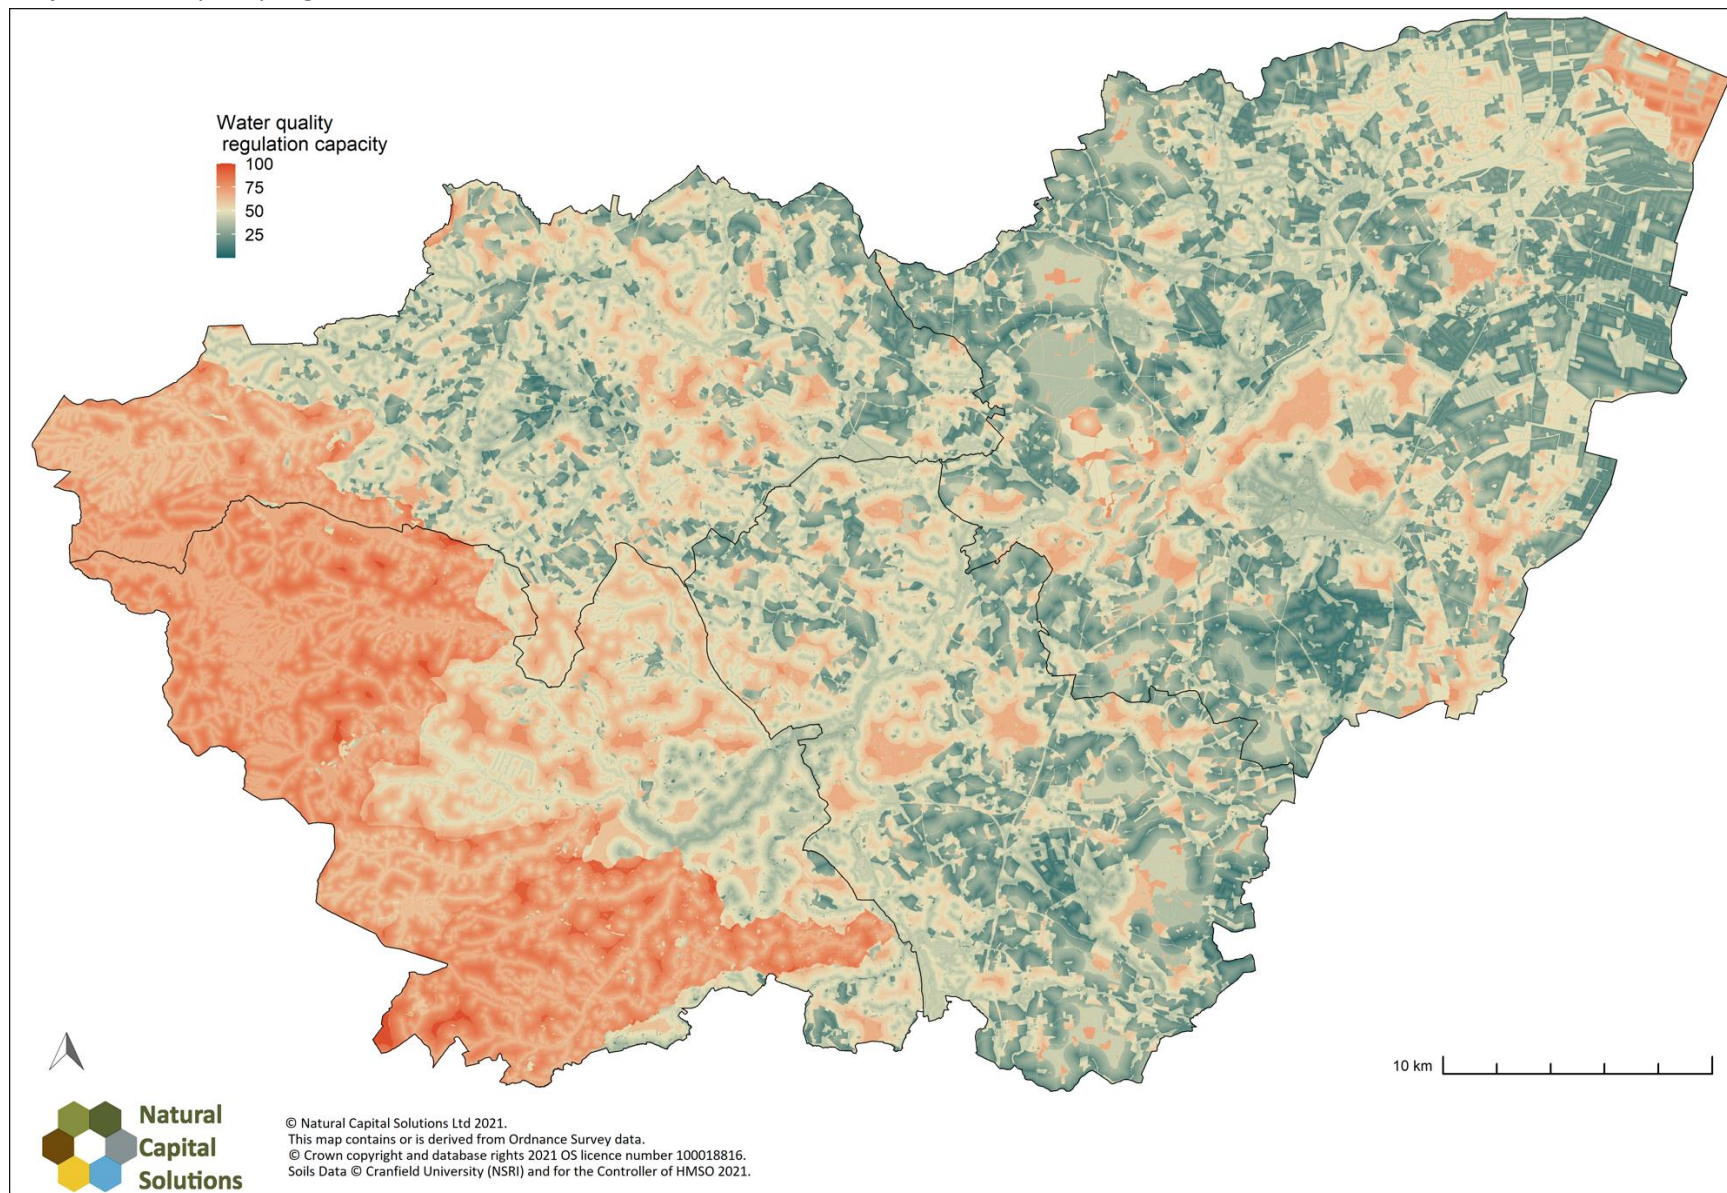 Water quality
regulation capacity
100
75
50
25
10 km
Natural
Capital
Solutions
© Natural Capital Solutions Ltd 2021.
This map contains or is derived from Ordnance Survey data.
© Crown copyright and database rights 2021 OS licence number 100018816.
Soils Data © Cranfield University (NSRI) and for the Controller of HMSO 2021.